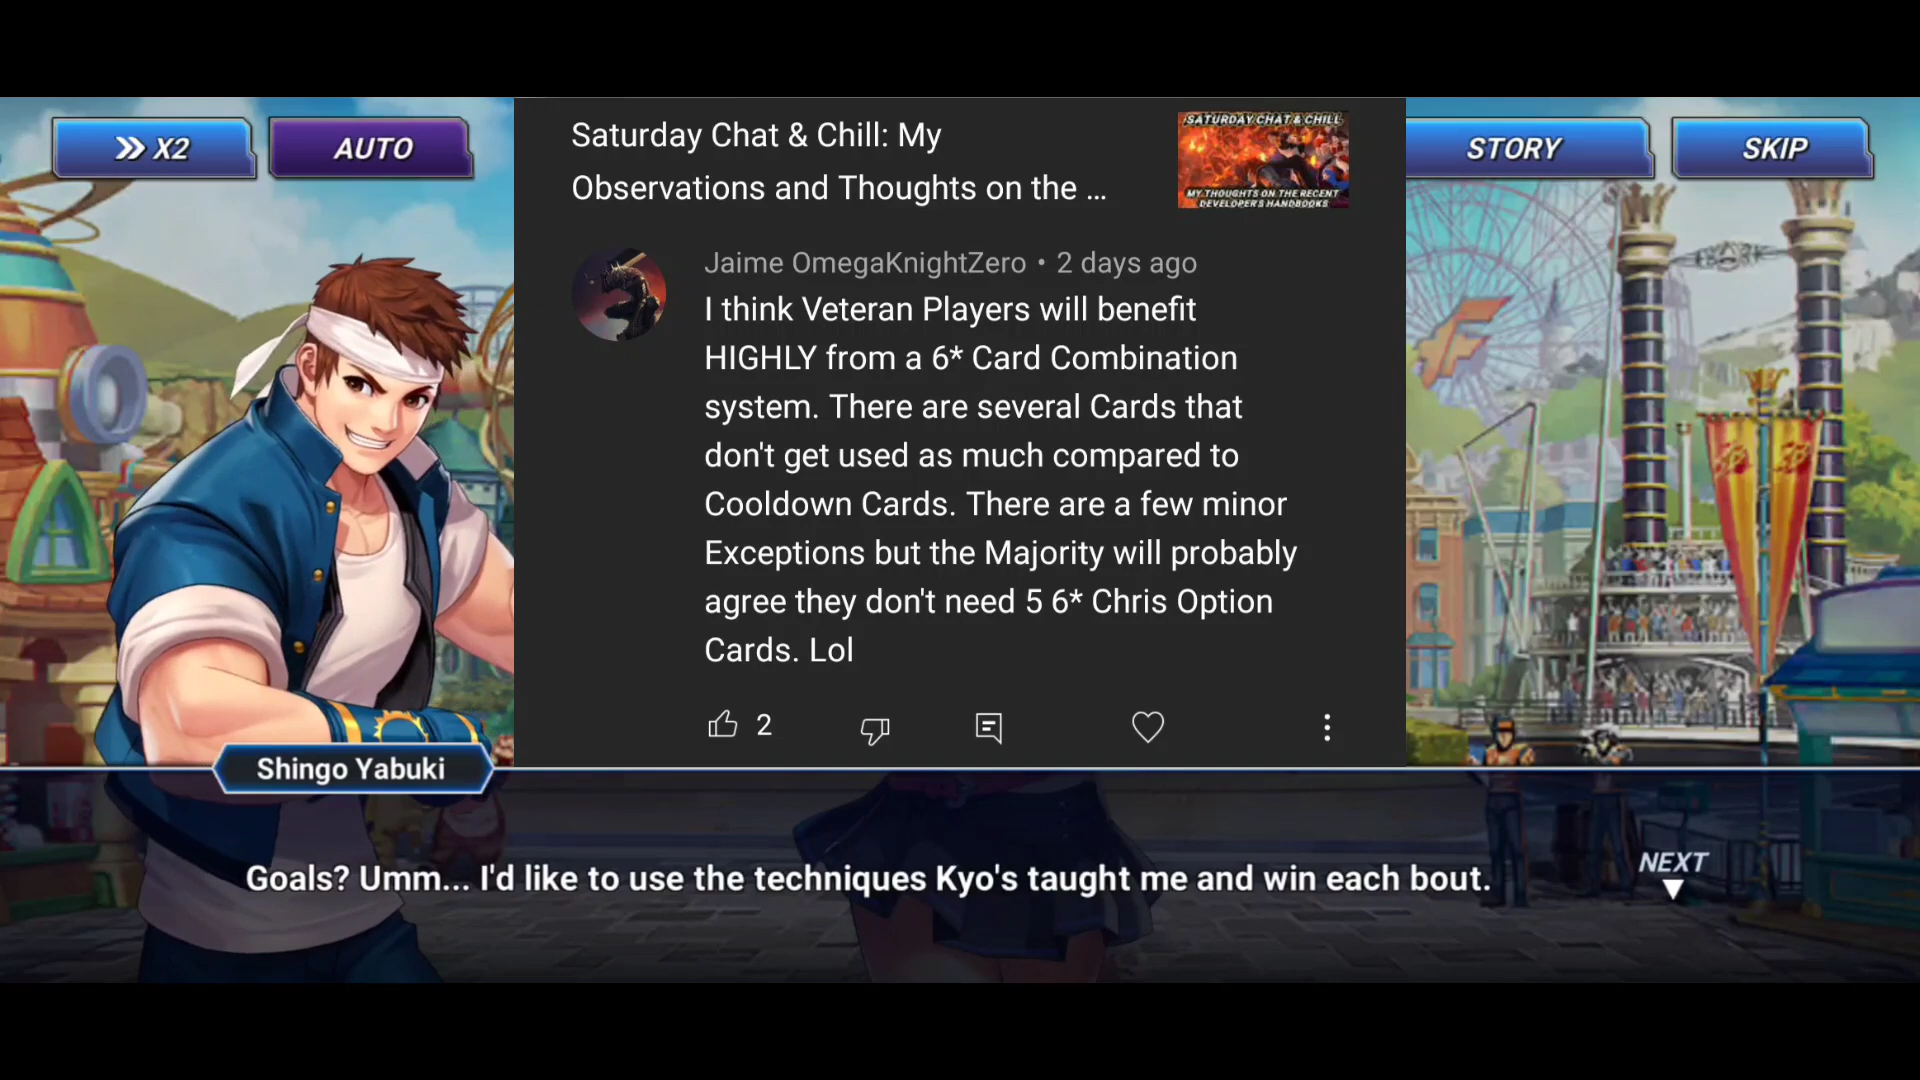 X2
AUTO
STORY
SKIP
Saturday Chat & Chill: My
Observations and Thoughts on the ...
SATURDAY CHAT & CHILL:
MY THOUGHTS ON THE RECENT
DEVELOPER'S HANDBOOKS
Jaime OmegaKnightZero • 2 days ago
I think Veteran Players will benefit
HIGHLY from a 6* Card Combination
system. There are several Cards that
don't get used as much compared to
Cooldown Cards. There are a few minor
Exceptions but the Majority will probably
agree they don't need 5 6* Chris Option
Cards. Lol
2
Shingo Yabuki
Goals? Umm... I'd like to use the techniques Kyo's taught me and win each bout.
NEXT